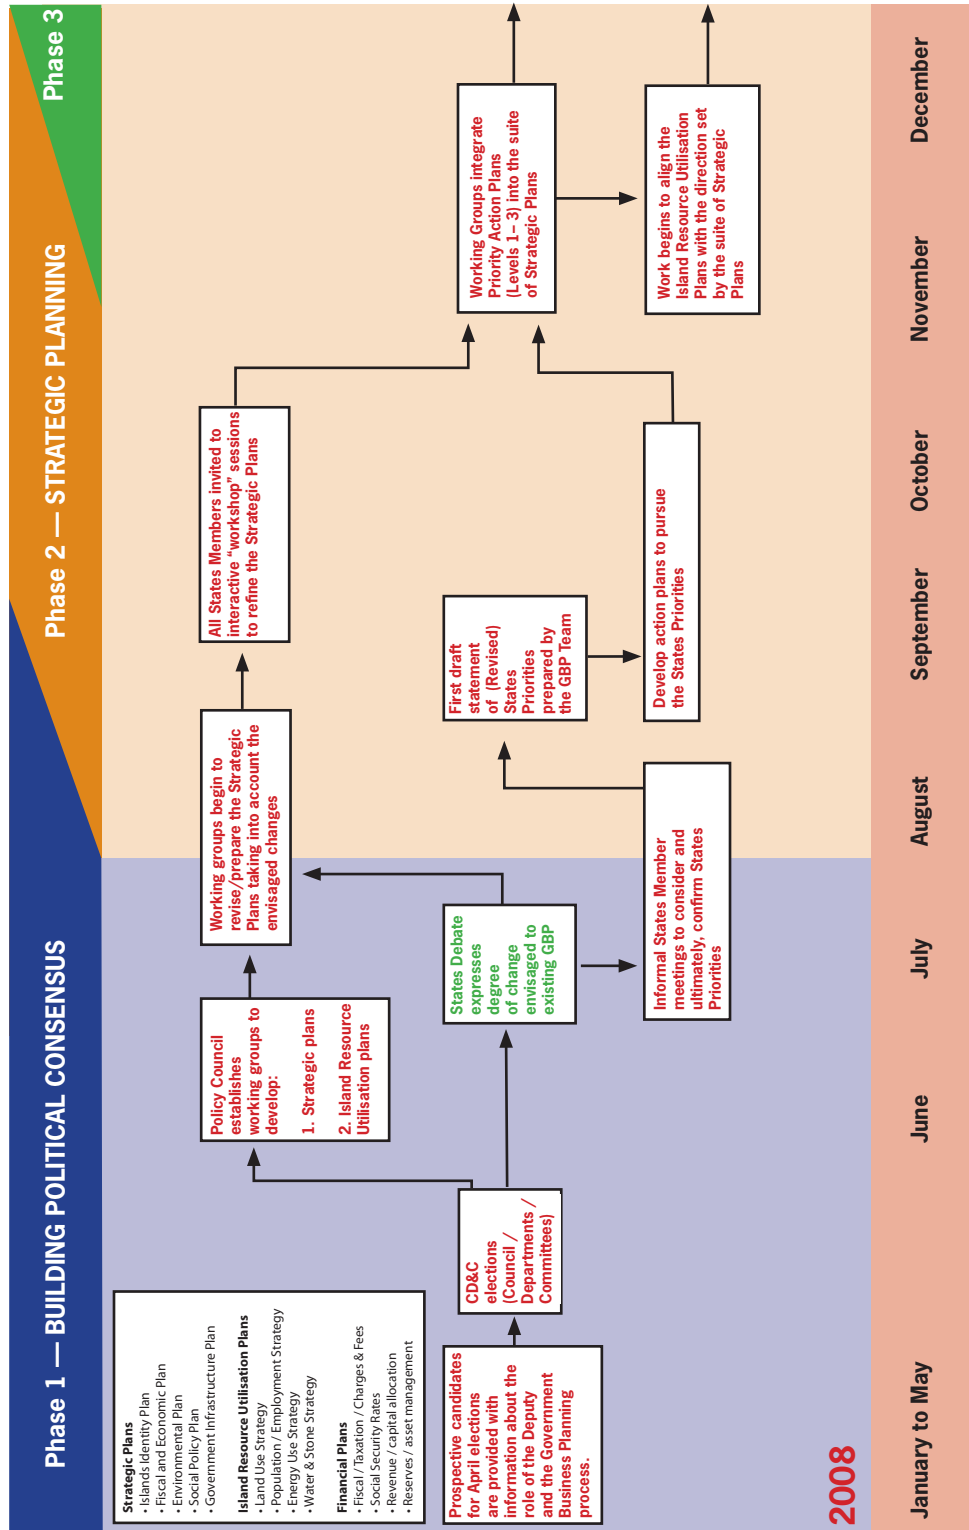 Phase 1 — BUILDING POLITICAL CONSENSUS
Phase 2 — STRATEGIC PLANNING
Phase 3
Strategic Plans
• Islands Identity Plan
• Fiscal and Economic Plan
• Environmental Plan
• Social Policy Plan
• Government Infrastructure Plan
Island Resource Utilisation Plans
• Land Use Strategy
• Population / Employment Strategy
• Energy Use Strategy
• Water & Stone Strategy
Financial Plans
• Fiscal / Taxation / Charges & Fees
• Social Security Rates
• Revenue / capital allocation
• Reserves / asset management
Prospective candidates
for April elections
are provided with
information about the
role of the Deputy
and the Government
Business Planning
process.
CD&C
elections
(Council /
Departments /
Committees)
Policy Council
establishes
working groups to
develop:
1. Strategic plans
2. Island Resource
Utilisation plans
States Debate
expresses
degree
of change
envisaged to
existing GBP
Working groups begin to
revise/prepare the Strategic
Plans taking into account the
envisaged changes
Informal States Member
meetings to consider and
ultimately, confirm States
Priorities
All States Members invited to
interactive “workshop” sessions
to refine the Strategic Plans
First draft
statement
of (Revised)
States
Priorities
prepared by
the GBP Team
Develop action plans to pursue
the States Priorities
Working Groups integrate
Priority Action Plans
(Levels 1– 3) into the suite
of Strategic Plans
Work begins to align the
Island Resource Utilisation
Plans with the direction set
by the suite of Strategic
Plans
2008
January to May
June
July
August
September
October
November
December